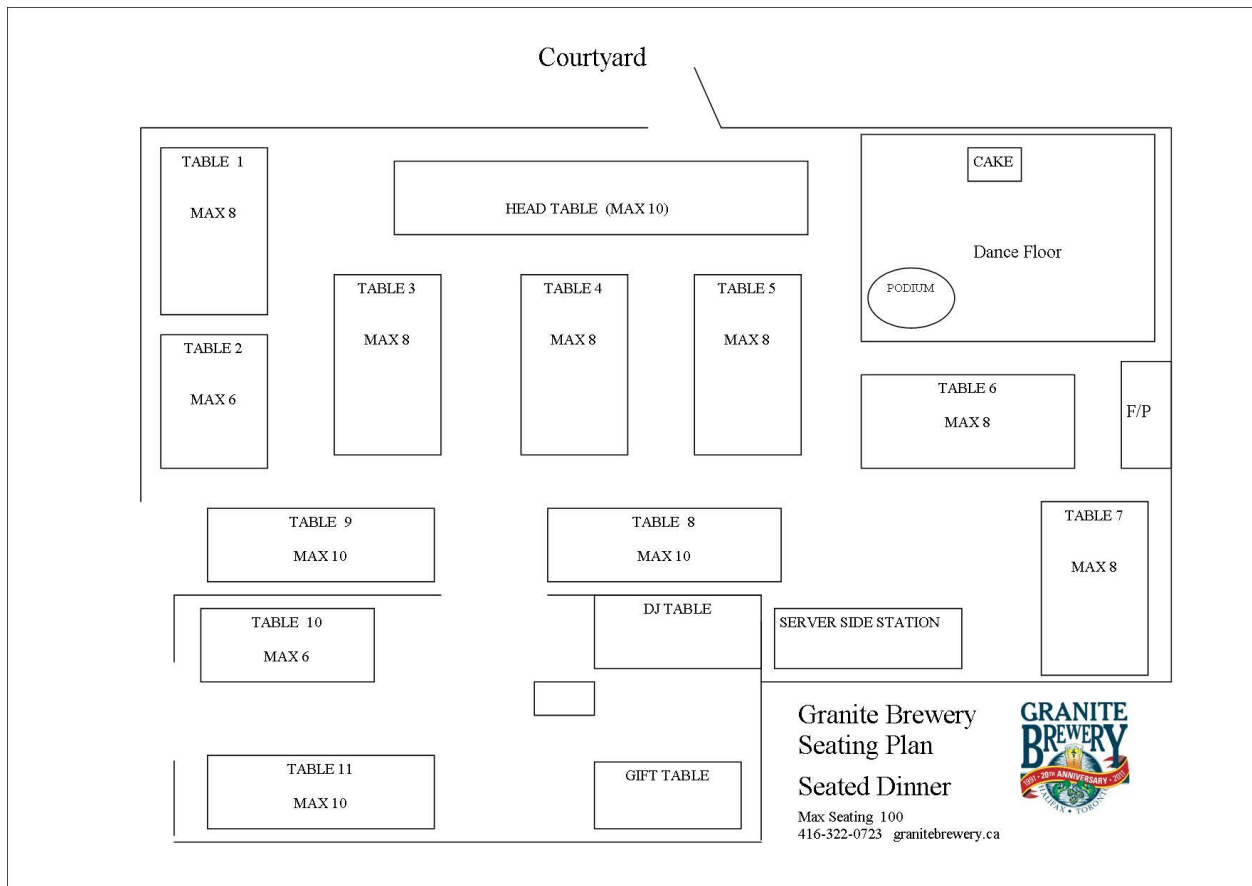 Courtyard
TABLE 1
MAX 8
HEAD TABLE (MAX 10)
CAKE
Dance Floor
PODIUM
TABLE 2
MAX 6
TABLE 3
MAX 8
TABLE 4
MAX 8
TABLE 5
MAX 8
TABLE 6
MAX 8
F/P
TABLE 9
MAX 10
TABLE 8
MAX 10
TABLE 7
MAX 8
TABLE 10
MAX 6
DJ TABLE
SERVER SIDE STATION
TABLE 11
MAX 10
GIFT TABLE
Granite Brewery
Seating Plan
Seated Dinner
Max Seating 100
416-322-0723 granitebrewery.ca
GRANITE
BREWERY
1991 · 20TH ANNIVERSARY · 2011
HALIFAX • TORONTO